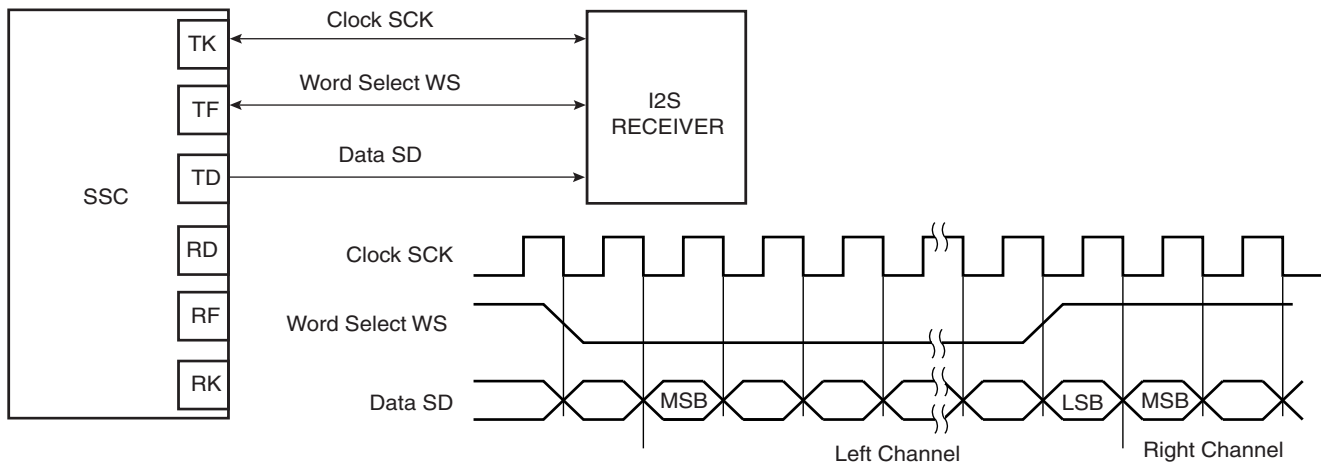 SSC
TK
TF
TD
RD
RF
RK
Clock SCK
Word Select WS
Data SD
I2S
RECEIVER
Clock SCK
Word Select WS
Data SD
MSB
LSB
MSB
Left Channel
Right Channel